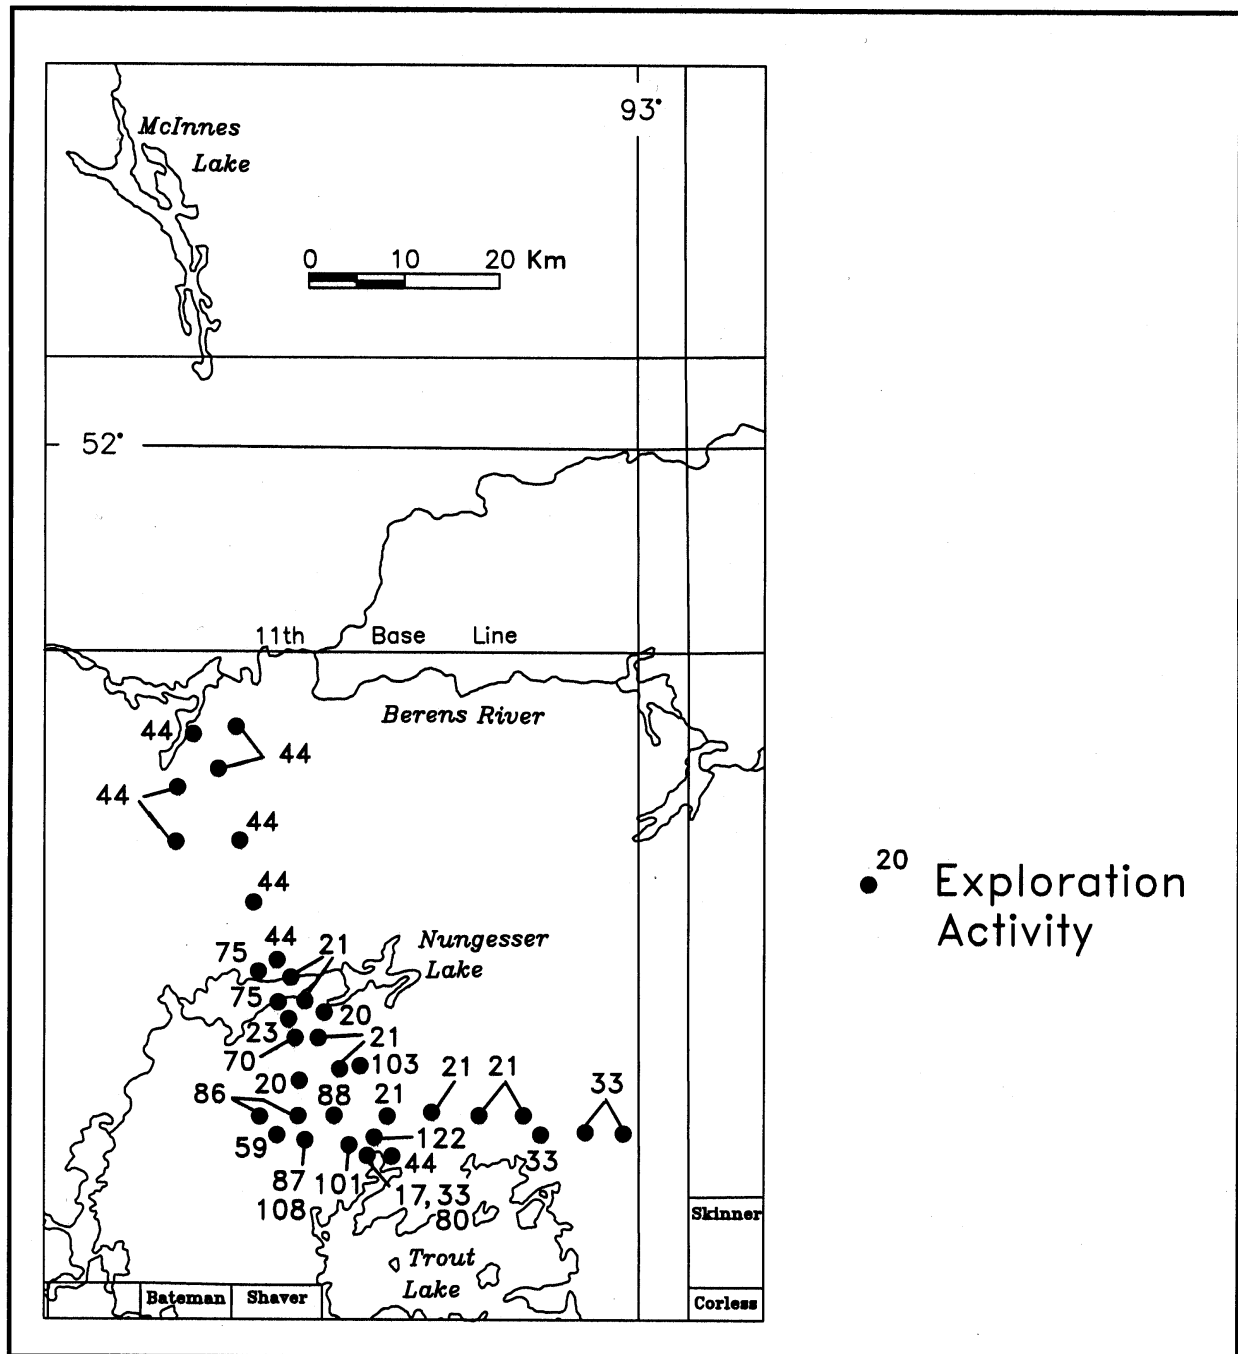 McInnes
Lake
93°
0 10 20 Km
52°
11th Base Line
Berens River
44
44
44
44
44
44
75
21
Nungesser
Lake
75
20
23
21
70
103
20
86
88
21
21
21
33
59
122
87
101
44
33
108
17, 33
80
Trout
Lake
Skinner
Bateman
Shaver
Corless
20
Exploration
Activity